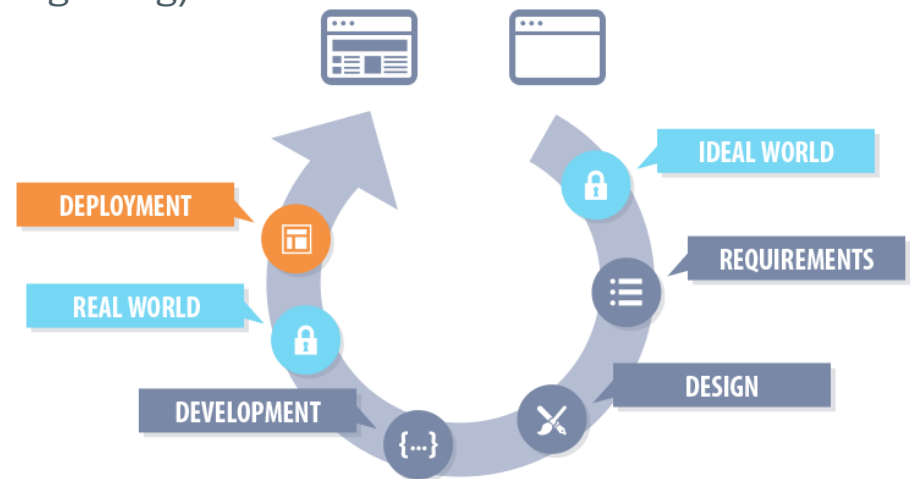 IDEAL WORLD
REQUIREMENTS
DESIGN
{...}
DEVELOPMENT
REAL WORLD
DEPLOYMENT